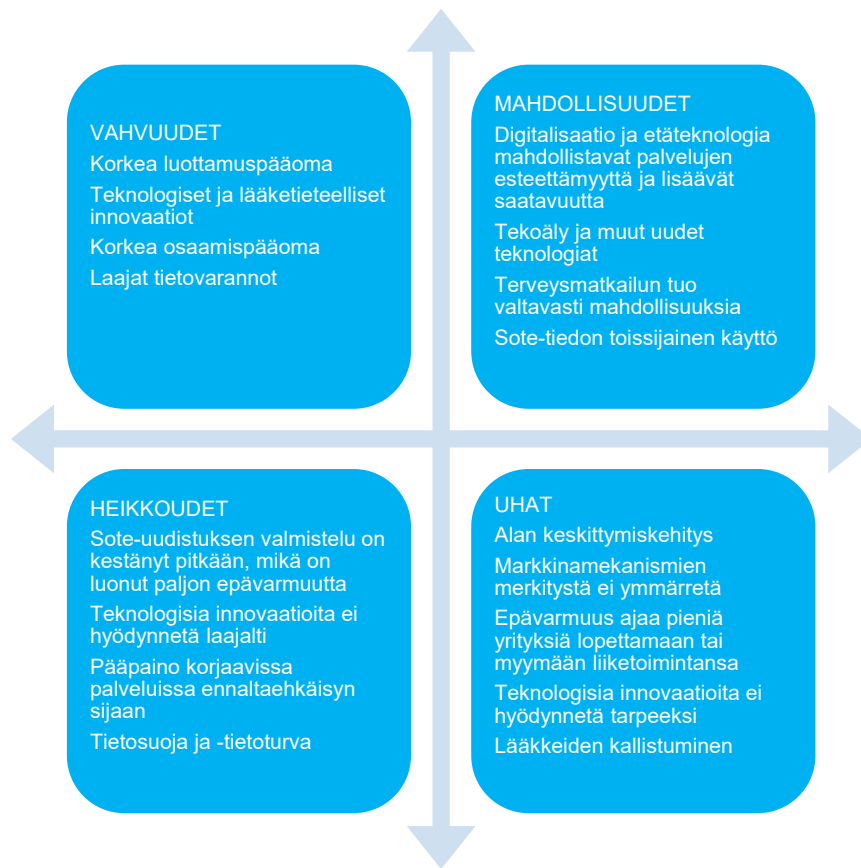 VAHVUUDET
Korkea luottamuspääoma
Teknologiset ja lääketieteelliset
innovaatiot
Korkea osaamispääoma
Laajat tietovarannot
MAHDOLLISUUDET
Digitalisaatio ja etäteknologia
mahdollistavat palvelujen
esteettämyyttä ja lisäävät
saatavuutta
Tekoäly ja muut uudet
teknologiat
Terveysmatkailun tuo
valtavasti mahdollisuuksia
Sote-tiedon toissijainen käyttö
HEIKKOUDET
Sote-uudistuksen valmistelu on
kestänyt pitkään, mikä on
luonut paljon epävarmuutta
Teknologisia innovaatioita ei
hyödynnetä laajalti
Pääpaino korjaavissa
palveluissa ennaltaehkäisyn
sijaan
Tietosuoja ja -tietoturva
UHAT
Alan keskittymiskehitys
Markkinamekanismien
merkitystä ei ymmärretä
Epävarmuus ajaa pieniä
yrityksiä lopettamaan tai
myymään liiketoimintansa
Teknologisia innovaatioita ei
hyödynnetä tarpeeksi
Lääkkeiden kallistuminen